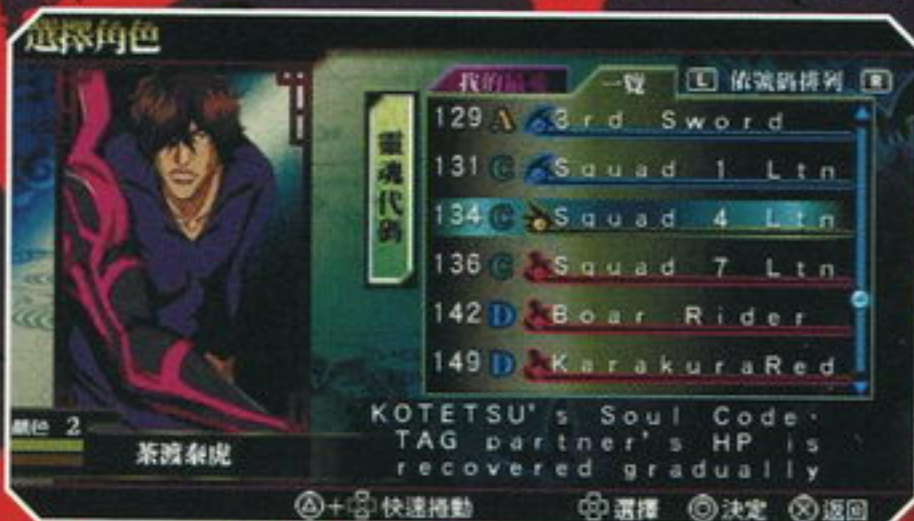 選擇角色
我的最愛 一覽 L 依號碼排列 R
靈魂代碼
129 A 3rd Sword
131 C Squad 1 Ltn
134 C Squad 4 Ltn
136 C Squad 7 Ltn
142 D Boar Rider
149 D KarakuraRed
顏色 2
茶渡泰虎
KOTETSU's Soul Code.
TAG partner's HP is
recovered gradually
△+ 快速捲動 選擇 ◎決定 ⊗返回